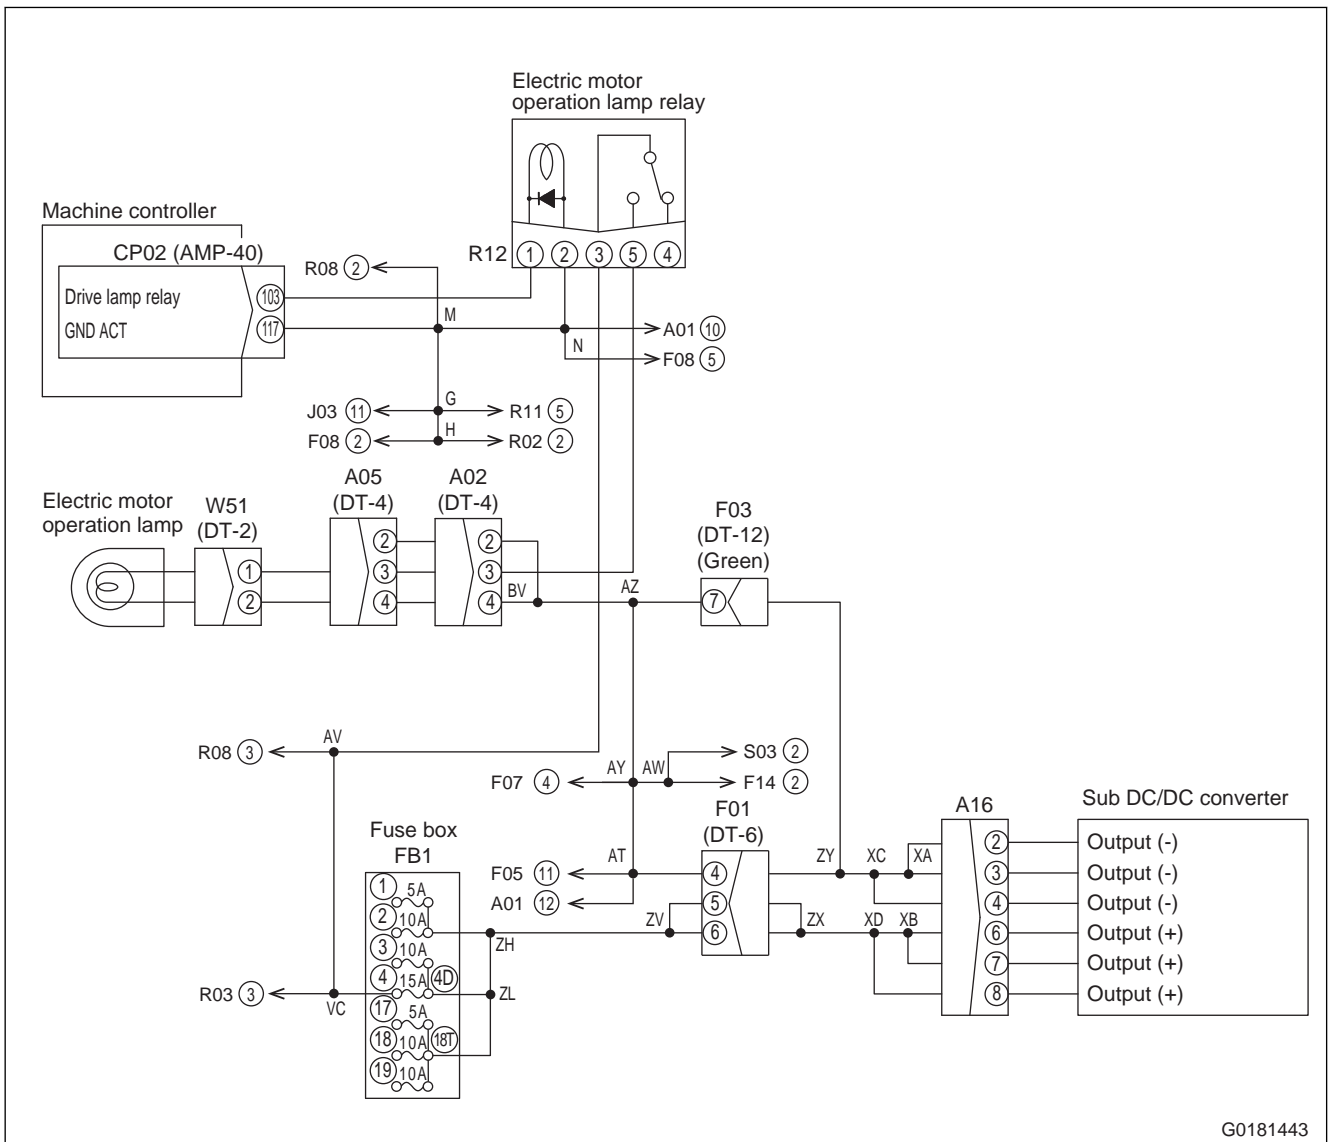 Electric motor
operation lamp relay
Machine controller
CP02 (AMP-40)
R12 1 2 3 5 4
R08 2
Drive lamp relay 103
GND ACT 117
M
A01 10
N
F08 5
G
J03 11
R11 5
H
F08 2
R02 2
Electric motor
operation lamp
W51
(DT-2)
1
2
A05
(DT-4)
2
3
4
A02
(DT-4)
2
3
4
BV
AZ
F03
(DT-12)
(Green)
7
AV
R08 3
AY
AW
S03 2
F07 4
F14 2
Fuse box
FB1
F01
(DT-6)
A16
Sub DC/DC converter
AT
F05 11
A01 12
4
5
6
ZY
XC
XA
2 Output (-)
3 Output (-)
4 Output (-)
6 Output (+)
7 Output (+)
8 Output (+)
ZV
ZX
XD
XB
ZH
ZL
1 5A
2 10A
3 10A
4 15A 4D
17 5A
18 10A 18T
19 10A
R03 3
VC
G0181443